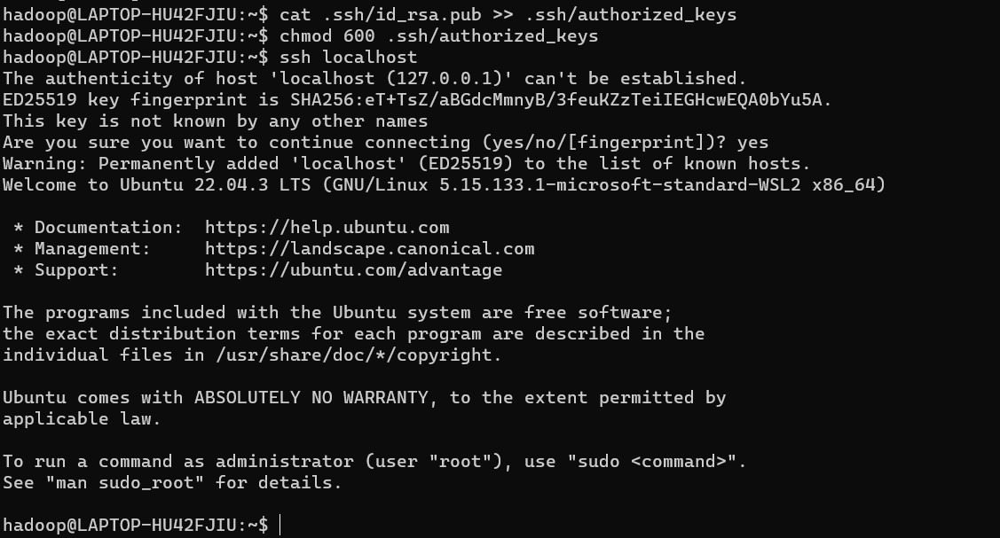 hadoop@LAPTOP-HU42FJIU:~$ cat .ssh/id_rsa.pub >> .ssh/authorized_keys
hadoop@LAPTOP-HU42FJIU:~$ chmod 600 .ssh/authorized_keys
hadoop@LAPTOP-HU42FJIU:~$ ssh localhost
The authenticity of host 'localhost (127.0.0.1)' can't be established.
ED25519 key fingerprint is SHA256:eT+TsZ/aBGdcMmnyB/3feuKZzTeiIEGHcwEQA0bYu5A.
This key is not known by any other names
Are you sure you want to continue connecting (yes/no/[fingerprint])? yes
Warning: Permanently added 'localhost' (ED25519) to the list of known hosts.
Welcome to Ubuntu 22.04.3 LTS (GNU/Linux 5.15.133.1-microsoft-standard-WSL2 x86_64)

 * Documentation:  https://help.ubuntu.com
 * Management:     https://landscape.canonical.com
 * Support:        https://ubuntu.com/advantage

The programs included with the Ubuntu system are free software;
the exact distribution terms for each program are described in the
individual files in /usr/share/doc/*/copyright.

Ubuntu comes with ABSOLUTELY NO WARRANTY, to the extent permitted by
applicable law.

To run a command as administrator (user "root"), use "sudo <command>".
See "man sudo_root" for details.

hadoop@LAPTOP-HU42FJIU:~$